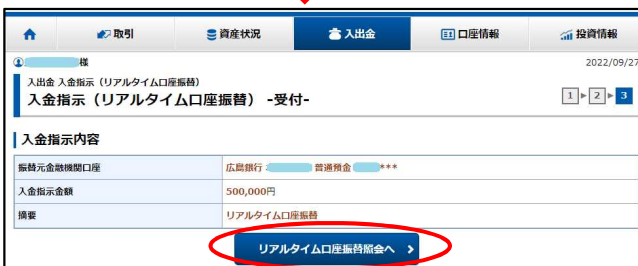 取引 資産状況 入出金 口座情報 投資情報
① 様 2022/09/27
入出金 入金指示（リアルタイム口座振替）
入金指示（リアルタイム口座振替） -受付- 1 2 3
入金指示内容
振替元金融機関口座 広島銀行 普通預金 ***
入金指示金額 500,000円
摘要 リアルタイム口座振替
リアルタイム口座振替照会へ